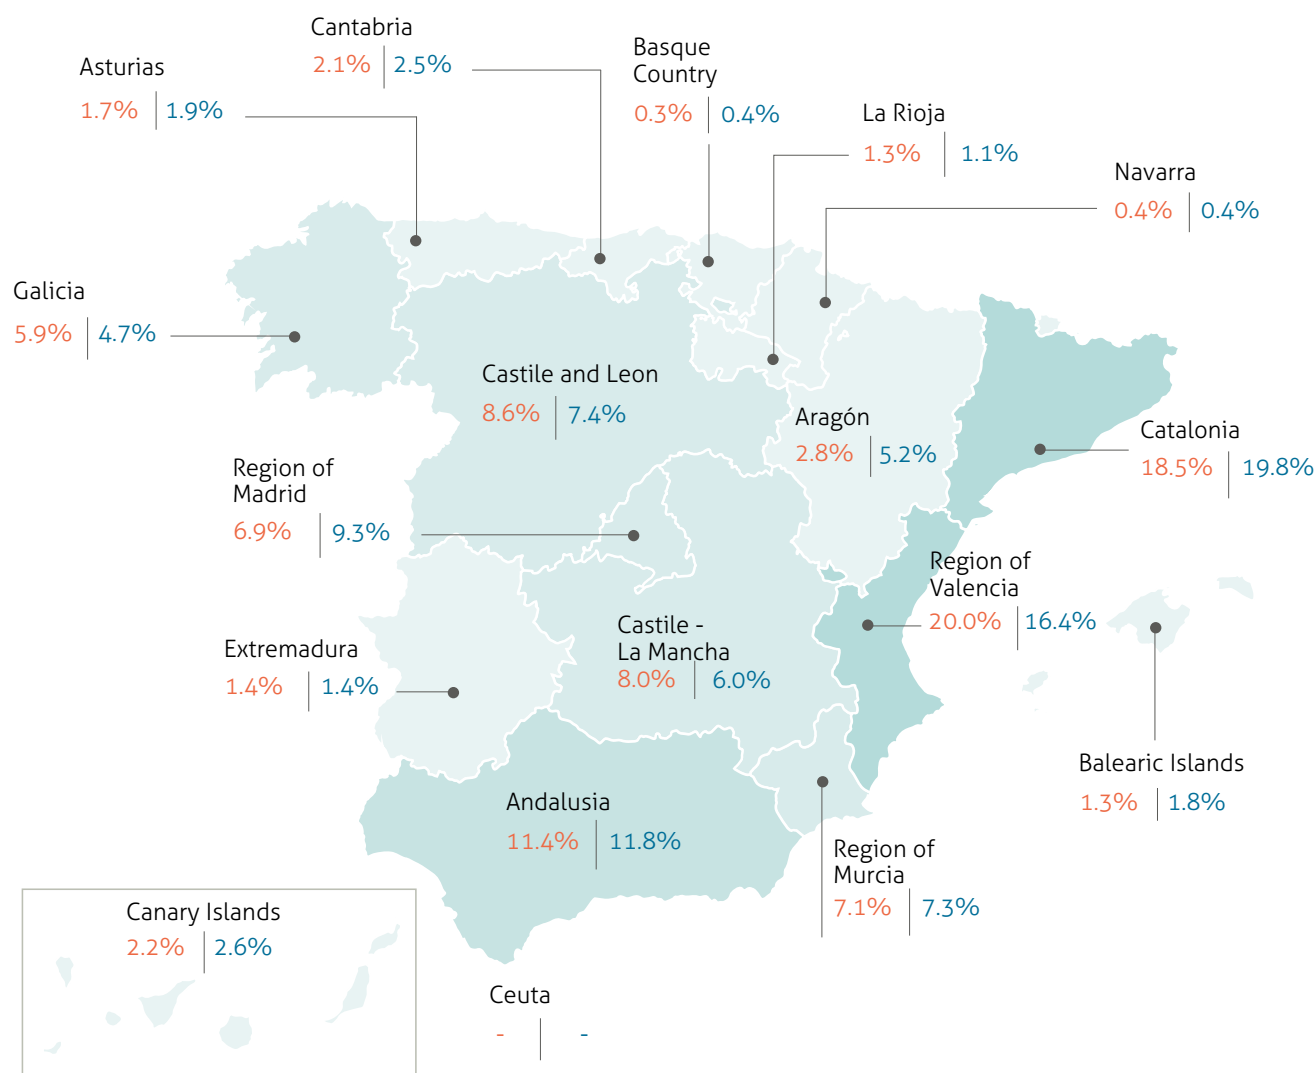 Cantabria
2.1% 2.5%
Basque
Country
0.3% 0.4%
Asturias
1.7% 1.9%
La Rioja
1.3% 1.1%
Navarra
0.4% 0.4%
Galicia
5.9% 4.7%
Castile and Leon
8.6% 7.4%
Aragón
2.8% 5.2%
Catalonia
18.5% 19.8%
Region of
Madrid
6.9% 9.3%
Region of
Valencia
20.0% 16.4%
Castile -
La Mancha
8.0% 6.0%
Extremadura
1.4% 1.4%
Balearic Islands
1.3% 1.8%
Andalusia
11.4% 11.8%
Region of
Murcia
7.1% 7.3%
Canary Islands
2.2% 2.6%
Ceuta
- -